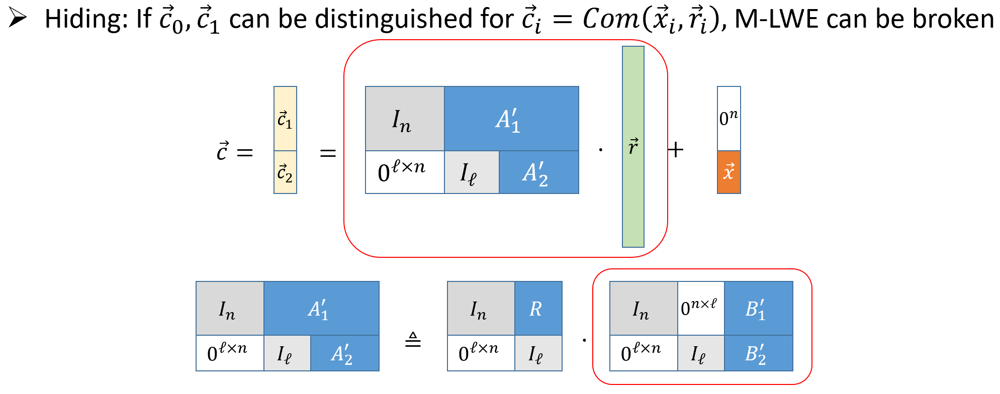 ➢ Hiding: If c⃗₀, c⃗₁ can be distinguished for c⃗ᵢ = Com(x⃗ᵢ, r⃗ᵢ), M-LWE can be broken
c⃗ = c⃗₁ c⃗₂ = Iₙ A′₁ 0^{ℓ×n} I_ℓ A′₂ · r⃗ + 0ⁿ x⃗
Iₙ A′₁ ≜ Iₙ R · Iₙ 0^{n×ℓ} B′₁
0^{ℓ×n} I_ℓ A′₂ 0^{ℓ×n} I_ℓ 0^{ℓ×n} I_ℓ B′₂